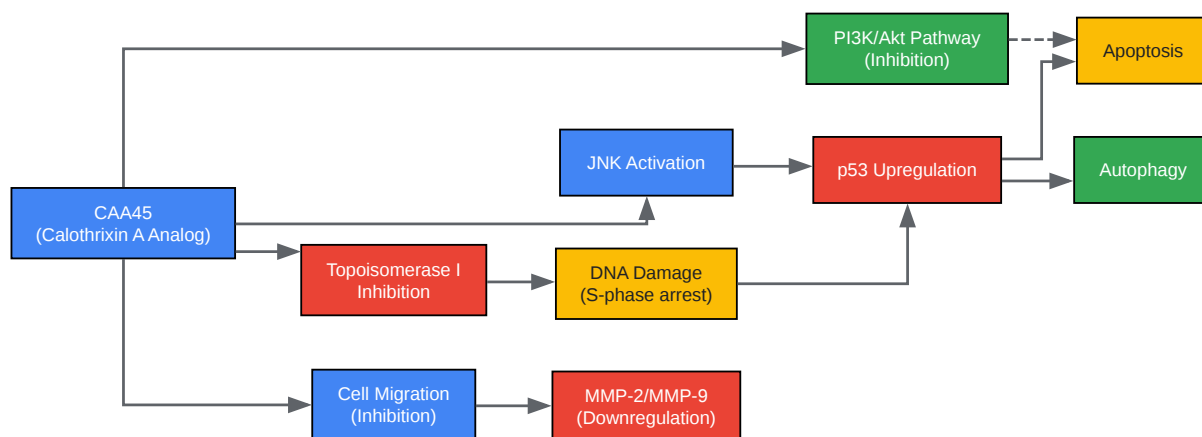 PI3K/Akt Pathway
(Inhibition)
Apoptosis
JNK Activation
p53 Upregulation
Autophagy
CAA45
(Calothrixin A Analog)
Topoisomerase I
Inhibition
DNA Damage
(S-phase arrest)
Cell Migration
(Inhibition)
MMP-2/MMP-9
(Downregulation)